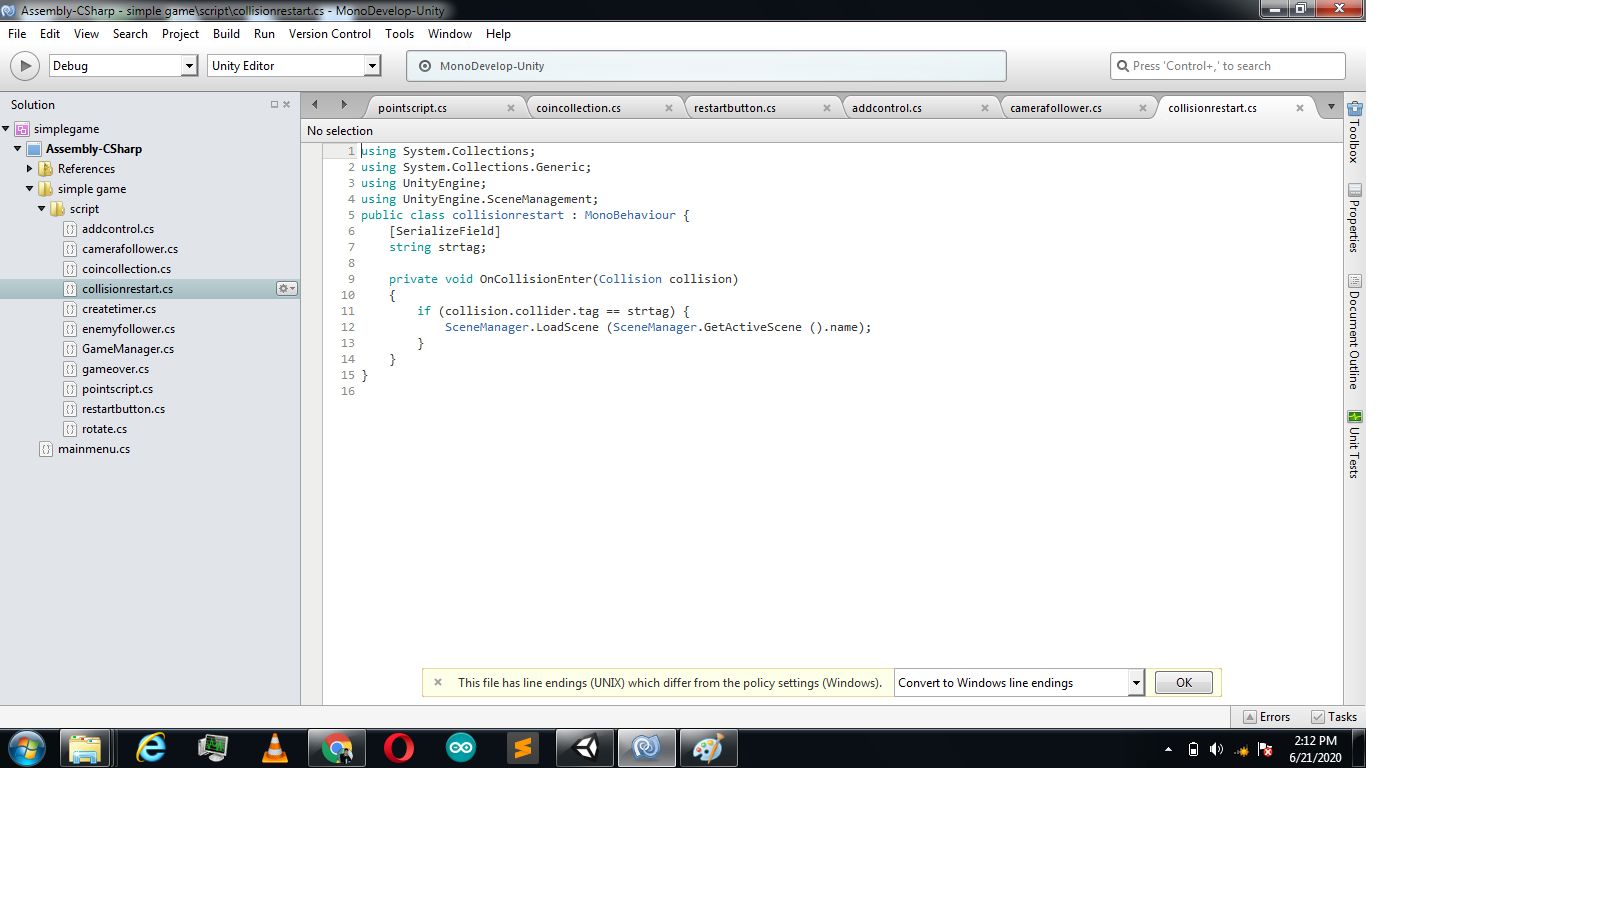 Assembly-CSharp - simple game\script\collisionrestart.cs - MonoDevelop-Unity
File Edit View Search Project Build Run Version Control Tools Window Help
Debug Unity Editor MonoDevelop-Unity Press 'Control+,' to search
Solution
simplegame
Assembly-CSharp
References
simple game
script
addcontrol.cs
camerafollower.cs
coincollection.cs
collisionrestart.cs
createtimer.cs
enemyfollower.cs
GameManager.cs
gameover.cs
pointscript.cs
restartbutton.cs
rotate.cs
mainmenu.cs
pointscript.cs coincollection.cs restartbutton.cs addcontrol.cs camerafollower.cs collisionrestart.cs
No selection
1 using System.Collections;
2 using System.Collections.Generic;
3 using UnityEngine;
4 using UnityEngine.SceneManagement;
5 public class collisionrestart : MonoBehaviour {
6 [SerializeField]
7 string strtag;
8
9 private void OnCollisionEnter(Collision collision)
10 {
11 if (collision.collider.tag == strtag) {
12 SceneManager.LoadScene (SceneManager.GetActiveScene ().name);
13 }
14 }
15 }
16
Toolbox
Properties
Document Outline
Unit Tests
This file has line endings (UNIX) which differ from the policy settings (Windows). Convert to Windows line endings OK
Errors Tasks
2:12 PM
6/21/2020